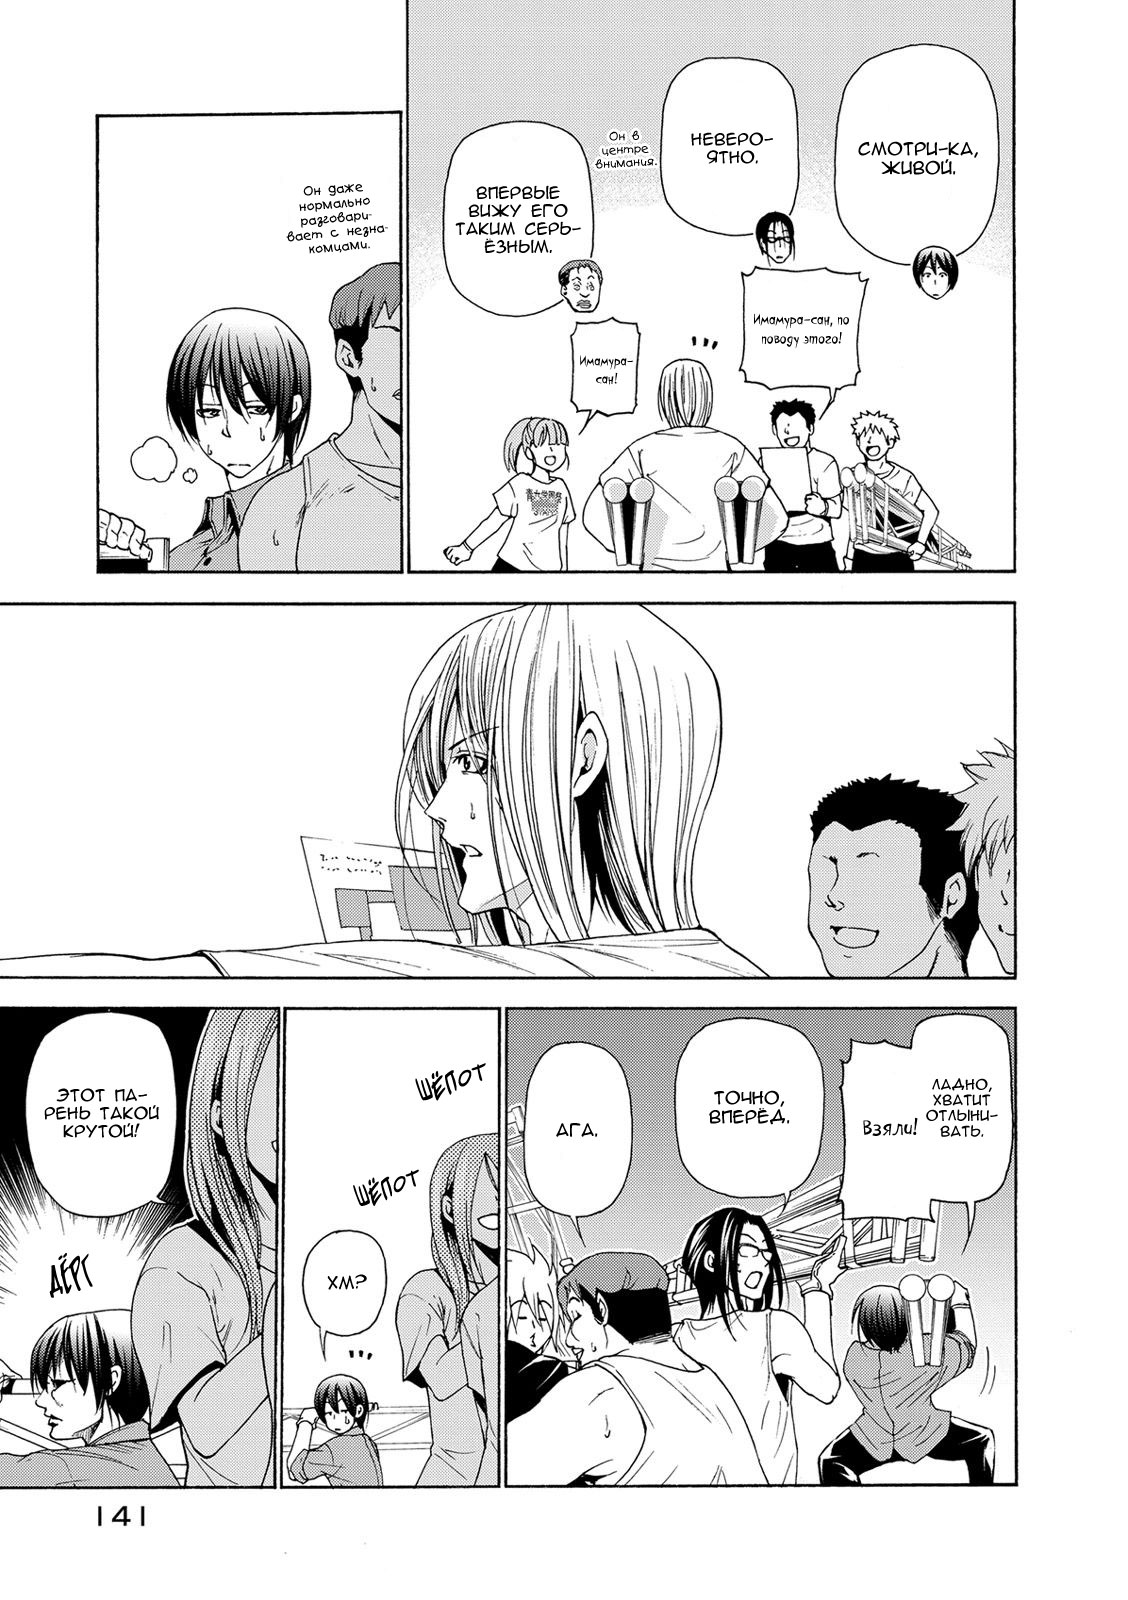 СМОТРИ-КА,
ЖИВОЙ.
НЕВЕРО-
ЯТНО.
Он в
центре
внимания.
ВПЕРВЫЕ
ВИЖУ ЕГО
ТАКИМ СЕРЬ-
ЁЗНЫМ.
Имамура-сан, по
поводу этого!
Имамура-
сан!
Он даже
нормально
разговари-
вает с незна-
комцами.
ЛАДНО,
ХВАТИТ
ОТЛЫНИ-
ВАТЬ.
Взяли!
ТОЧНО,
ВПЕРЁД.
АГА.
ШЁПОТ
ШЁПОТ
ХМ?
ЭТОТ ПА-
РЕНЬ ТАКОЙ
КРУТОЙ!
ДЁРГ
141